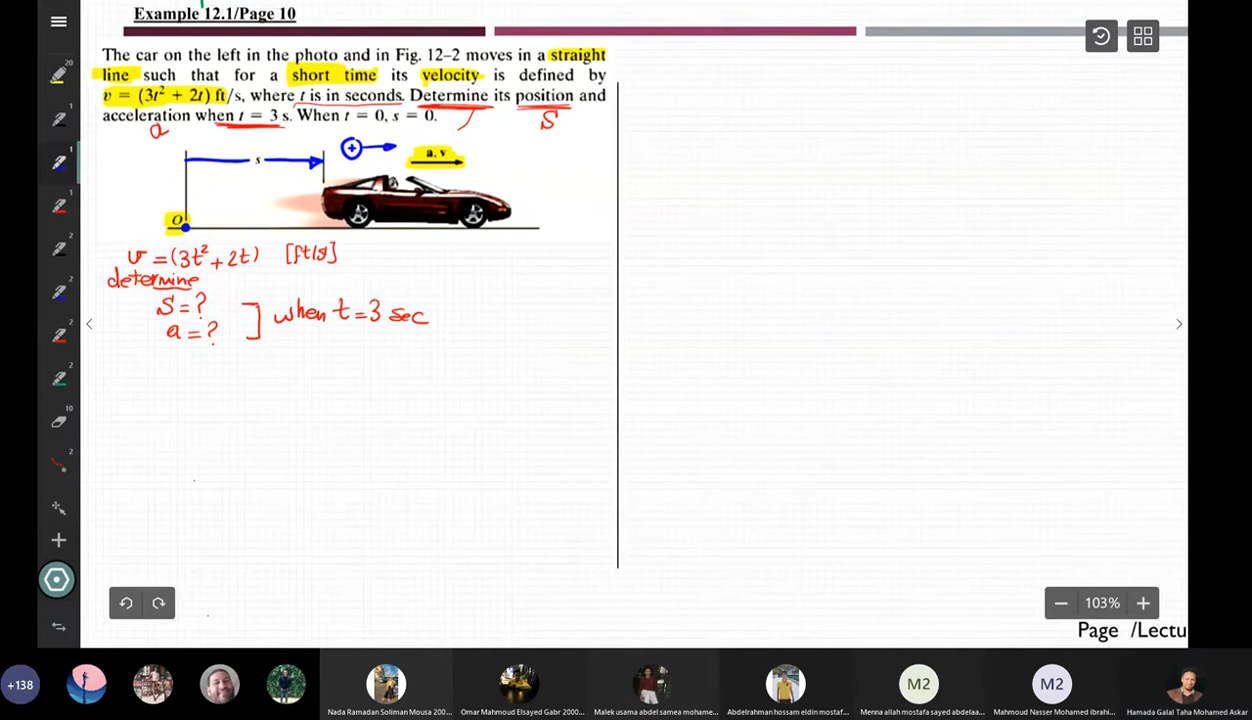 Example 12.1/Page 10
The car on the left in the photo and in Fig. 12–2 moves in a straight
line such that for a short time its velocity is defined by
v = (3t² + 2t) ft/s, where t is in seconds. Determine its position and
acceleration when t = 3 s. When t = 0, s = 0.
a
S
s
+
a, v
O
v = (3t² + 2t) [ft/s]
determine
S = ?
a = ?
when t = 3 sec
103%
Page /Lectu
+138
M2
M2
Nada Ramadan Soliman Mousa 200...
Omar Mahmoud Elsayed Gabr 2000...
Malek usama abdel samea mohame...
Abdelrahman hossam eldin mostaf...
Menna allah mostafa sayed abdelaa...
Mahmoud Nasser Mohamed ibrahi...
Hamada Galal Taha Mohamed Askar